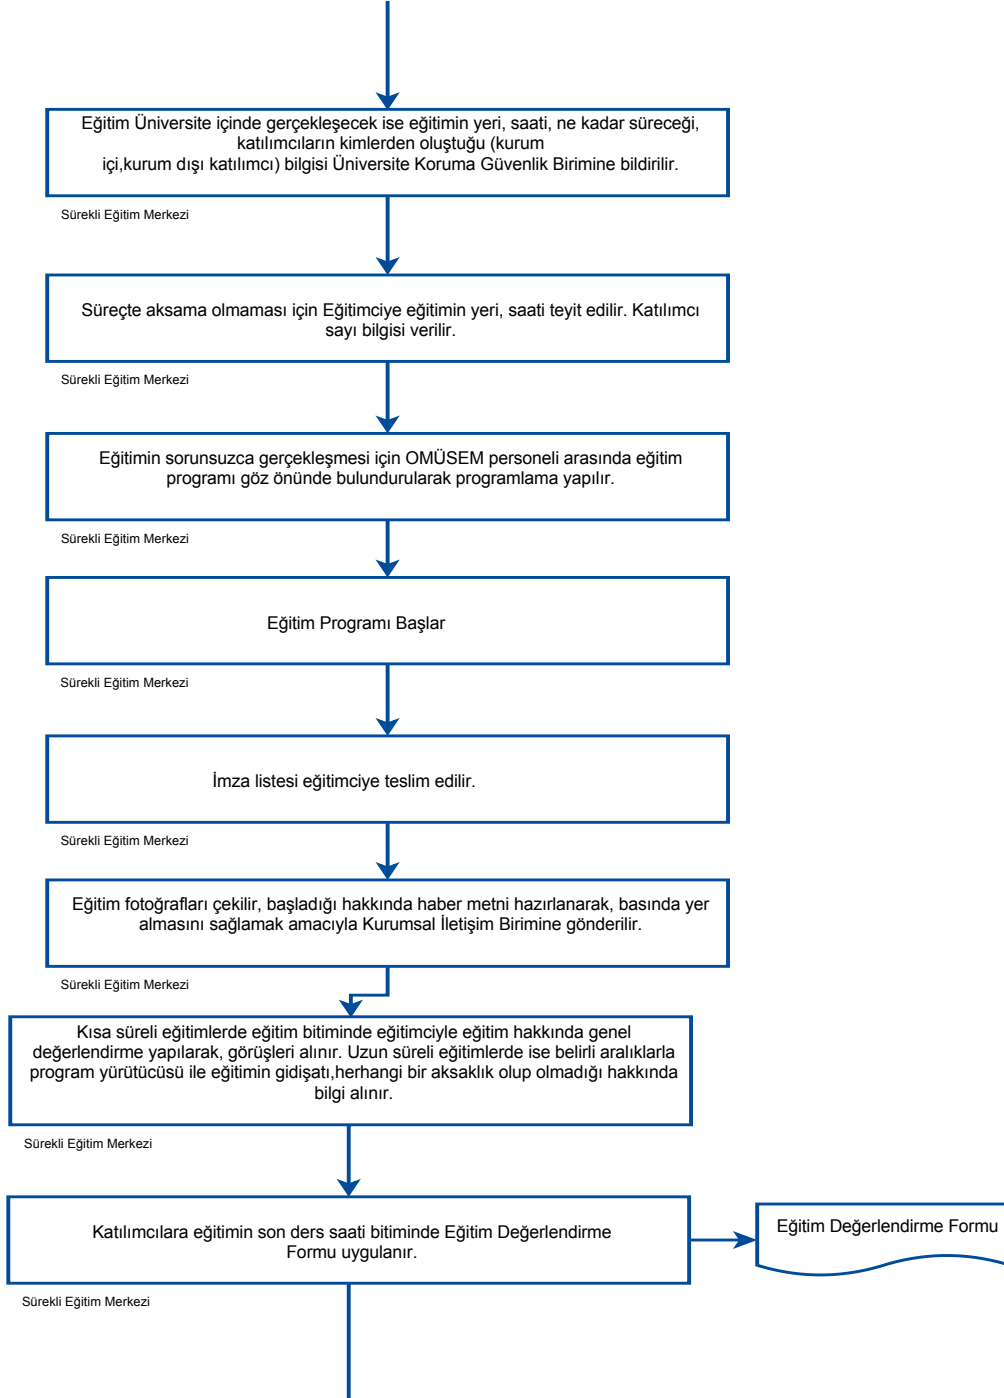 Eğitim Üniversite içinde gerçekleşecek ise eğitimin yeri, saati, ne kadar süreceği,
katılımcıların kimlerden oluştuğu (kurum
içi,kurum dışı katılımcı) bilgisi Üniversite Koruma Güvenlik Birimine bildirilir.
Sürekli Eğitim Merkezi
Süreçte aksama olmaması için Eğitimciye eğitimin yeri, saati teyit edilir. Katılımcı
sayı bilgisi verilir.
Sürekli Eğitim Merkezi
Eğitimin sorunsuzca gerçekleşmesi için OMÜSEM personeli arasında eğitim
programı göz önünde bulundurularak programlama yapılır.
Sürekli Eğitim Merkezi
Eğitim Programı Başlar
Sürekli Eğitim Merkezi
İmza listesi eğitimciye teslim edilir.
Sürekli Eğitim Merkezi
Eğitim fotoğrafları çekilir, başladığı hakkında haber metni hazırlanarak, basında yer
almasını sağlamak amacıyla Kurumsal İletişim Birimine gönderilir.
Sürekli Eğitim Merkezi
Kısa süreli eğitimlerde eğitim bitiminde eğitimciyle eğitim hakkında genel
değerlendirme yapılarak, görüşleri alınır. Uzun süreli eğitimlerde ise belirli aralıklarla
program yürütücüsü ile eğitimin gidişatı,herhangi bir aksaklık olup olmadığı hakkında
bilgi alınır.
Sürekli Eğitim Merkezi
Katılımcılara eğitimin son ders saati bitiminde Eğitim Değerlendirme
Formu uygulanır.
Eğitim Değerlendirme Formu
Sürekli Eğitim Merkezi